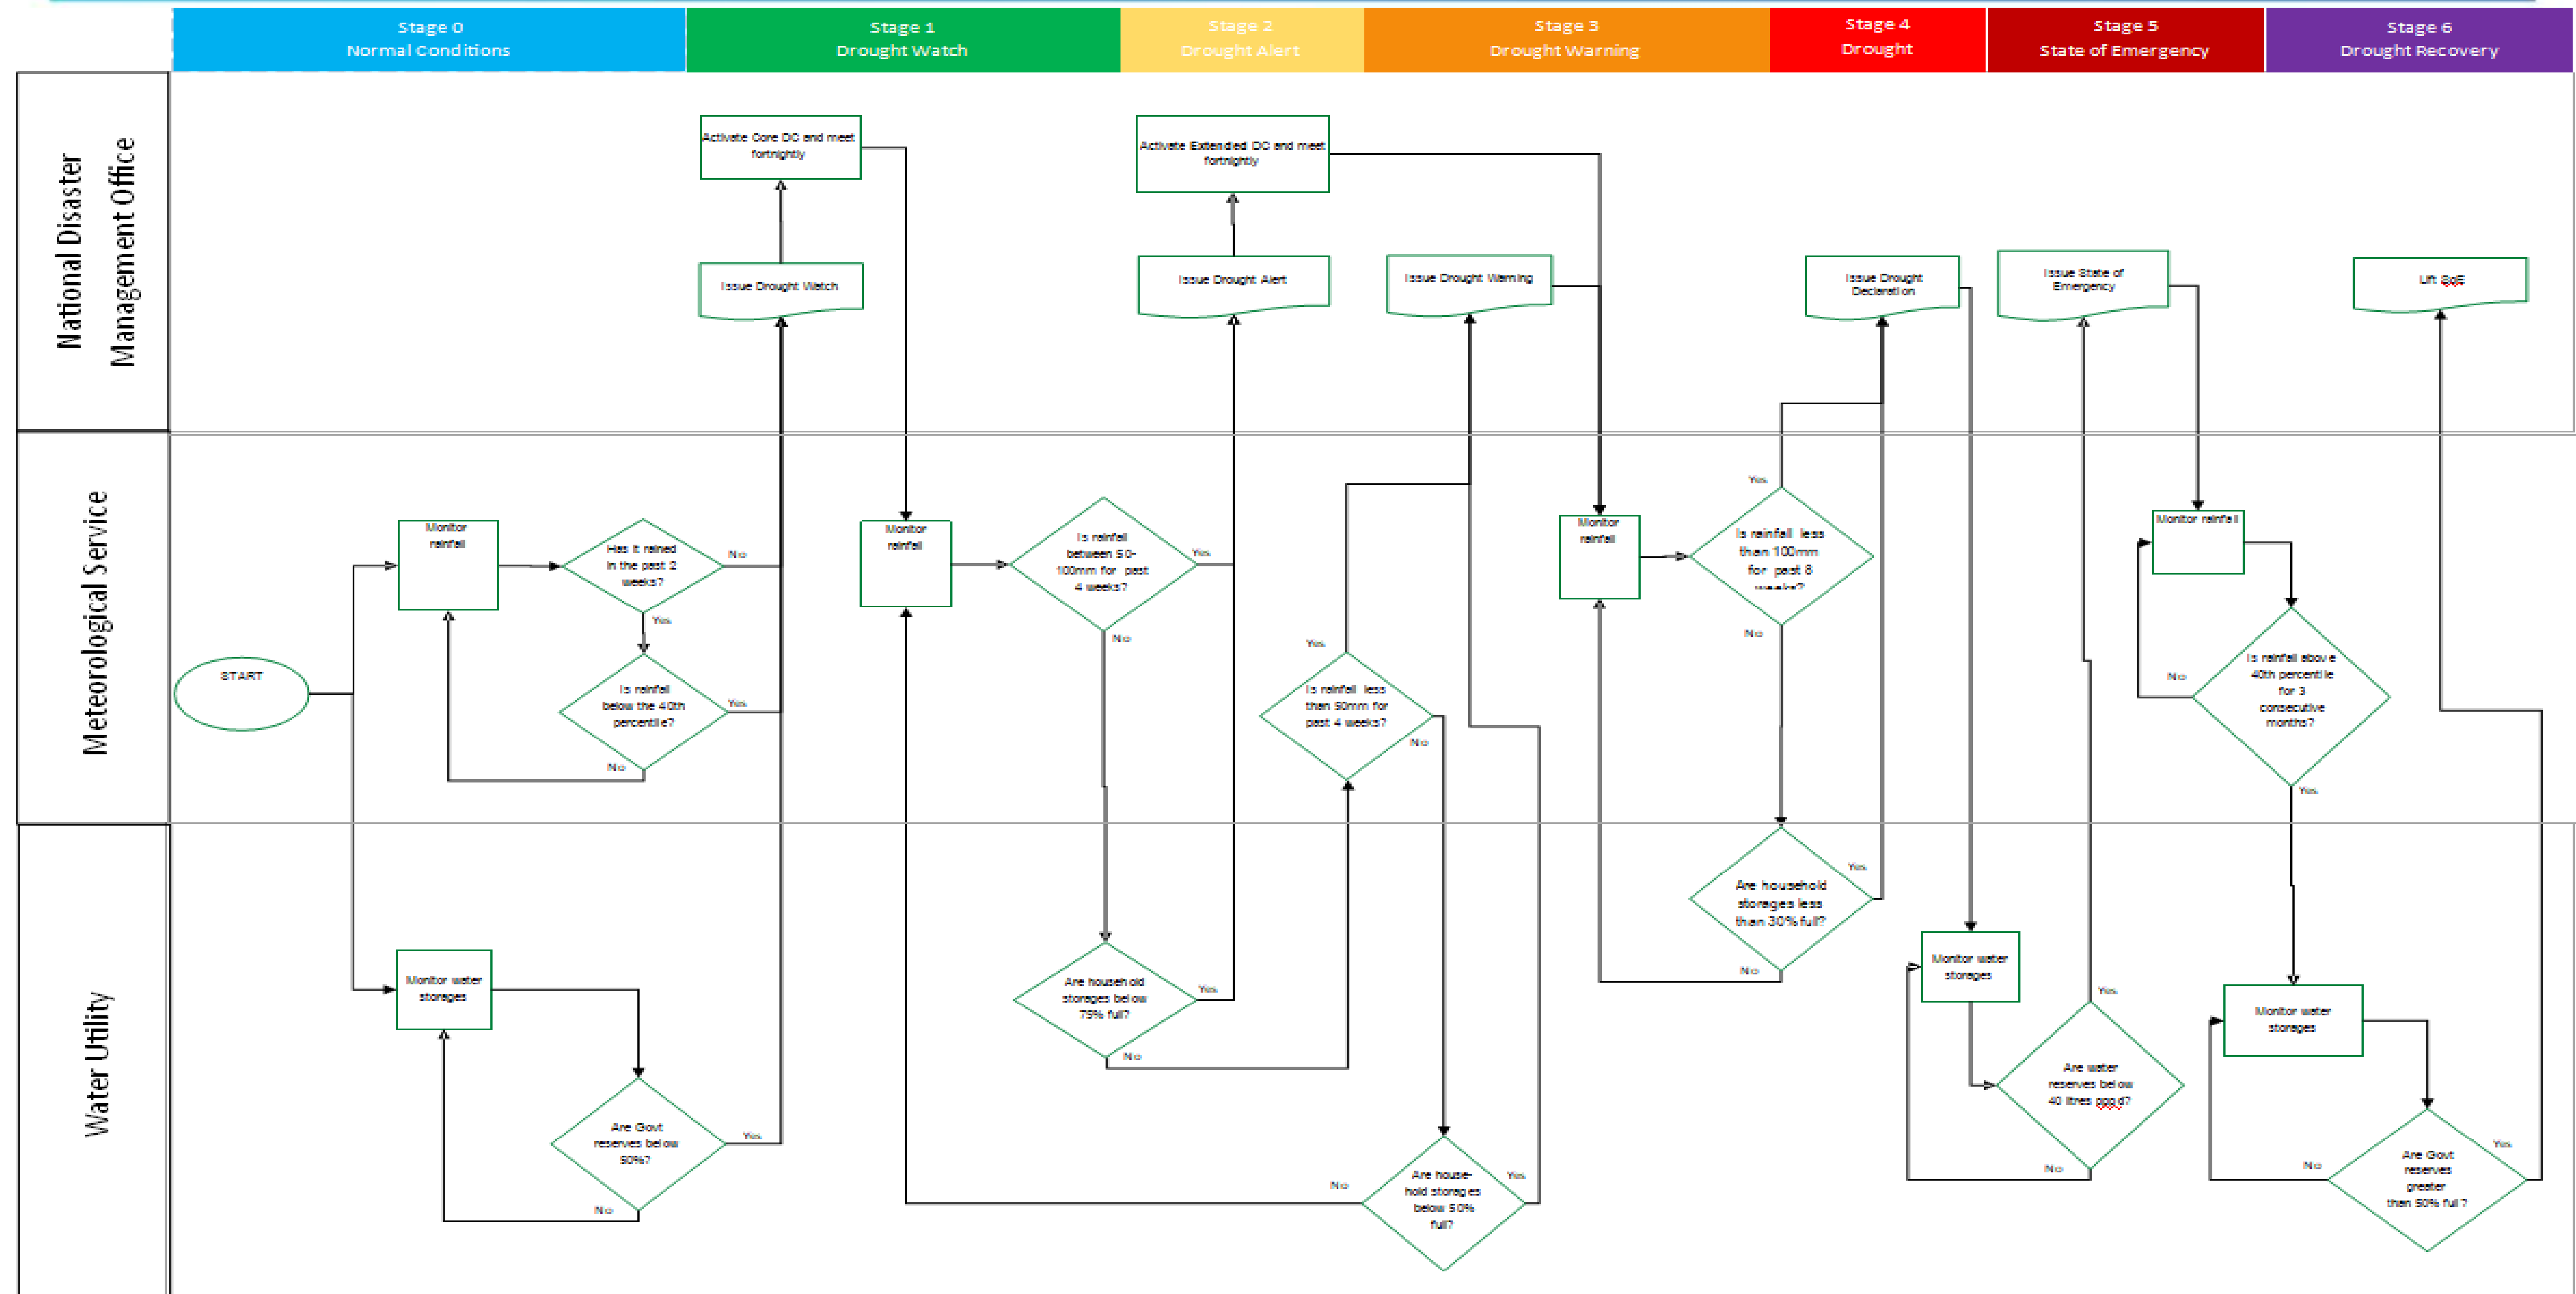 Stage 0
Normal Conditions
Stage 1
Drought Watch
Stage 2
Drought Alert
Stage 3
Drought Warning
Stage 4
Drought
Stage 5
State of Emergency
Stage 6
Drought Recovery
National Disaster
Management Office
Activate Core DC and meet
fortnightly
Issue Drought Watch
Activate Extended DC and meet
fortnightly
Issue Drought Alert
Issue Drought Warning
Issue Drought
Declaration
Issue State of
Emergency
Lift SoE
Meteorological Service
START
Monitor
rainfall
Has it rained
in the past 2
weeks?
No
Yes
Is rainfall
below the 40th
percentile?
Yes
No
Monitor
rainfall
Is rainfall
between 50-
100mm for past
4 weeks?
Yes
No
Yes
Is rainfall less
than 50mm for
past 4 weeks?
No
Monitor
rainfall
Yes
Is rainfall less
than 100mm
for past 8
weeks?
No
Monitor rainfall
Is rainfall above
40th percentile
for 3
consecutive
months?
No
Yes
Water Utility
Monitor water
storages
Are Govt
reserves below
50%?
Yes
No
Are household
storages below
75% full?
Yes
No
Are house-
hold storages
below 50%
full?
No
Yes
Are household
storages less
than 30% full?
Yes
No
Monitor water
storages
Yes
Are water
reserves below
40 litres pppd?
No
Monitor water
storages
Are Govt
reserves
greater
than 50% full ?
No
Yes